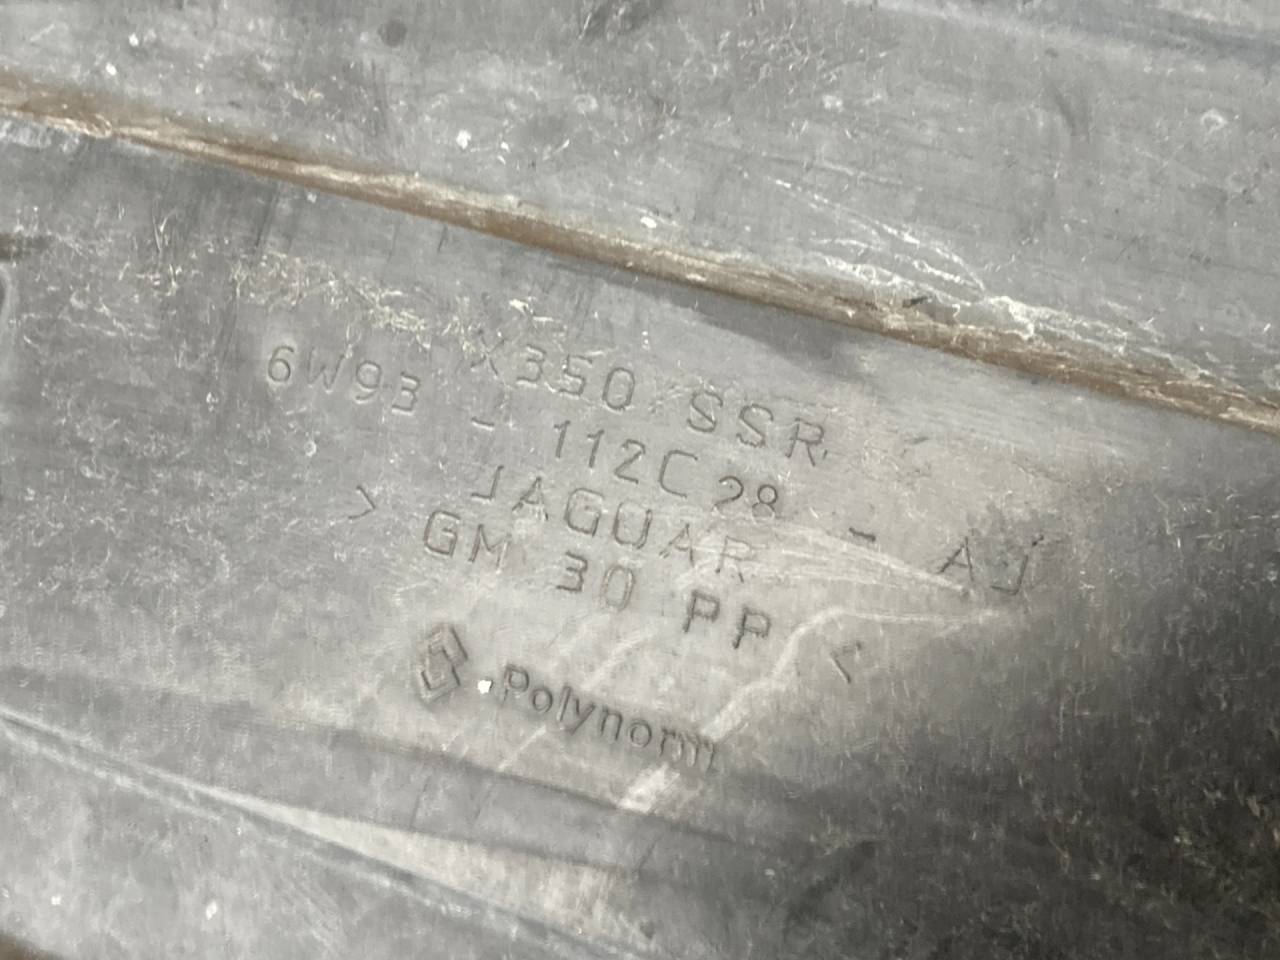 X350 SSR
6W93 - 112C28 - AJ
JAGUAR
> GM 30 PP <
Polynorm